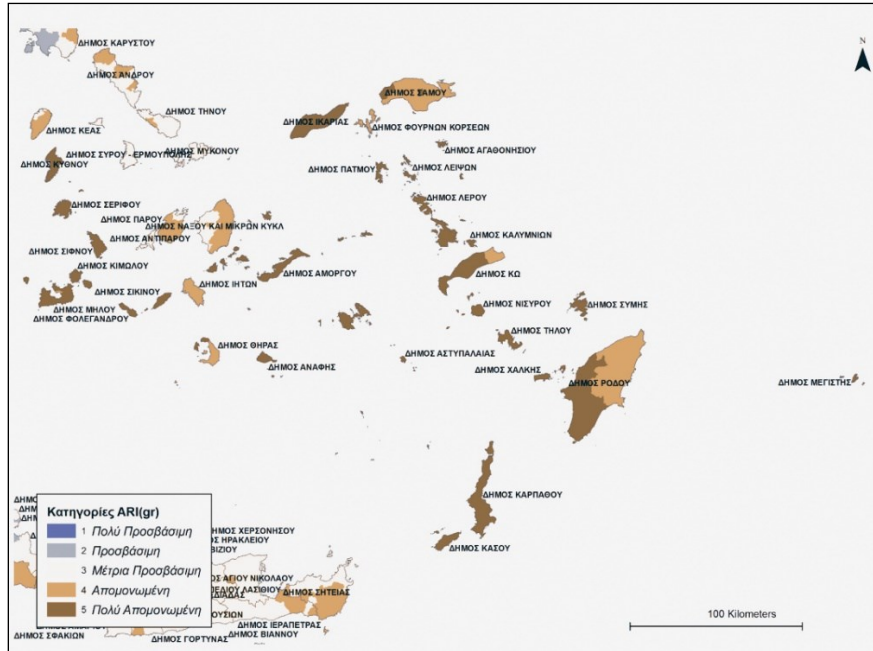 N
ΔΗΜΟΣ ΚΑΡΥΣΤΟΥ
ΔΗΜΟΣ ΑΝΔΡΟΥ
ΔΗΜΟΣ ΣΑΜΟΥ
ΔΗΜΟΣ ΤΗΝΟΥ
ΔΗΜΟΣ ΙΚΑΡΙΑΣ
ΔΗΜΟΣ ΦΟΥΡΝΩΝ ΚΟΡΣΕΩΝ
ΔΗΜΟΣ ΚΕΑΣ
ΔΗΜΟΣ ΑΓΑΘΟΝΗΣΙΟΥ
ΔΗΜΟΣ ΣΥΡΟΥ - ΕΡΜΟΥΠΟΛΗΣ
ΔΗΜΟΣ ΜΥΚΟΝΟΥ
ΔΗΜΟΣ ΚΥΘΝΟΥ
ΔΗΜΟΣ ΠΑΤΜΟΥ
ΔΗΜΟΣ ΛΕΙΨΩΝ
ΔΗΜΟΣ ΛΕΡΟΥ
ΔΗΜΟΣ ΣΕΡΙΦΟΥ
ΔΗΜΟΣ ΠΑΡΟΥ
ΔΗΜΟΣ ΝΑΞΟΥ ΚΑΙ ΜΙΚΡΩΝ ΚΥΚΛ
ΔΗΜΟΣ ΑΝΤΙΠΑΡΟΥ
ΔΗΜΟΣ ΚΑΛΥΜΝΙΩΝ
ΔΗΜΟΣ ΣΙΦΝΟΥ
ΔΗΜΟΣ ΚΙΜΩΛΟΥ
ΔΗΜΟΣ ΑΜΟΡΓΟΥ
ΔΗΜΟΣ ΚΩ
ΔΗΜΟΣ ΙΗΤΩΝ
ΔΗΜΟΣ ΣΙΚΙΝΟΥ
ΔΗΜΟΣ ΜΗΛΟΥ
ΔΗΜΟΣ ΦΟΛΕΓΑΝΔΡΟΥ
ΔΗΜΟΣ ΝΙΣΥΡΟΥ
ΔΗΜΟΣ ΣΥΜΗΣ
ΔΗΜΟΣ ΤΗΛΟΥ
ΔΗΜΟΣ ΘΗΡΑΣ
ΔΗΜΟΣ ΑΝΑΦΗΣ
ΔΗΜΟΣ ΑΣΤΥΠΑΛΑΙΑΣ
ΔΗΜΟΣ ΧΑΛΚΗΣ
ΔΗΜΟΣ ΡΟΔΟΥ
ΔΗΜΟΣ ΜΕΓΙΣΤΗΣ
ΔΗΜΟΣ ΚΑΡΠΑΘΟΥ
ΔΗΜΟΣ ΚΑΣΟΥ
Κατηγορίες ARI(gr)
1 Πολύ Προσβάσιμη
2 Προσβάσιμη
3 Μέτρια Προσβάσιμη
4 Απομονωμένη
5 Πολύ Απομονωμένη
ΔΗΜΟΣ ΧΕΡΣΟΝΗΣΟΥ
ΗΡΑΚΛΕΙΟΥ
ΑΓΙΟΥ ΝΙΚΟΛΑΟΥ
ΛΑΣΙΘΙΟΥ
ΔΗΜΟΣ ΣΗΤΕΙΑΣ
ΔΗΜΟΣ ΙΕΡΑΠΕΤΡΑΣ
ΔΗΜΟΣ ΒΙΑΝΝΟΥ
ΔΗΜΟΣ ΓΟΡΤΥΝΑΣ
ΔΗΜΟΣ ΣΦΑΚΙΩΝ
100 Kilometers